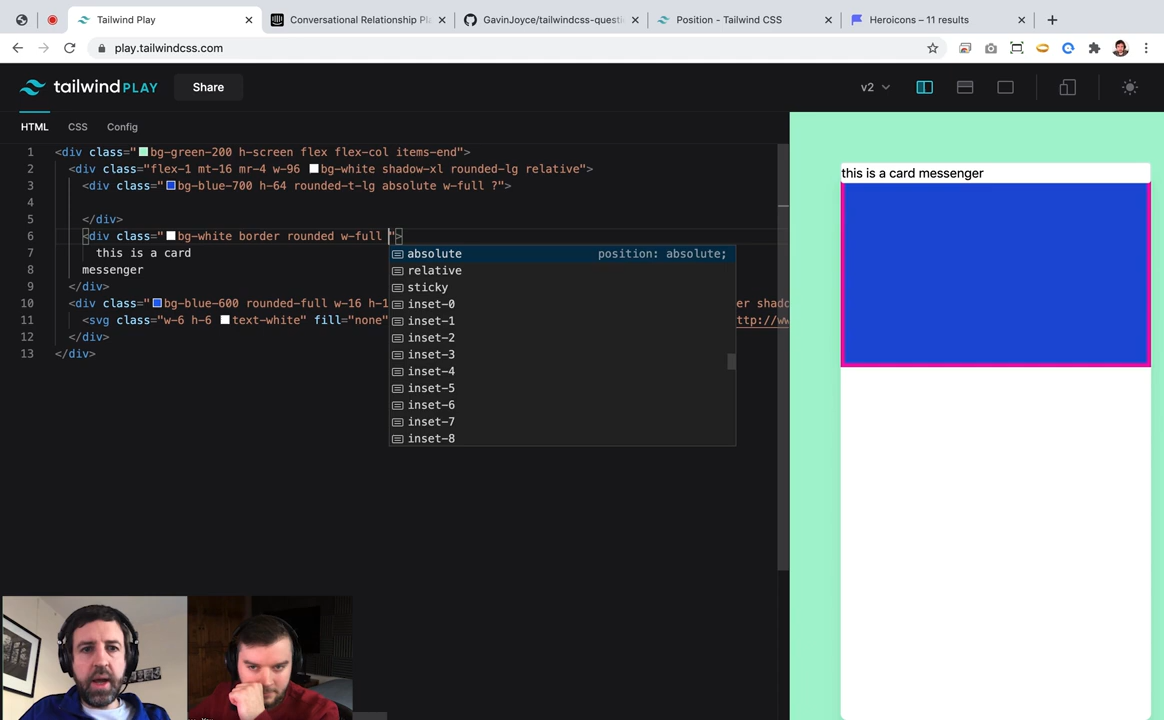 Tailwind Play
Conversational Relationship Pl
GavinJoyce/tailwindcss-questi
Position - Tailwind CSS
Heroicons – 11 results
play.tailwindcss.com
tailwind PLAY
Share
v2
HTML
CSS
Config
1 <div class="bg-green-200 h-screen flex flex-col items-end">
2 <div class="flex-1 mt-16 mr-4 w-96 bg-white shadow-xl rounded-lg relative">
3 <div class="bg-blue-700 h-64 rounded-t-lg absolute w-full ?">
4
5 </div>
6 <div class="bg-white border rounded w-full ">
7 this is a card
8 messenger
9 </div>
10 <div class="bg-blue-600 rounded-full w-16 h-1 er shado
11 <svg class="w-6 h-6 text-white" fill="none" ttp://ww
12 </div>
13 </div>
absolute position: absolute;
relative
sticky
inset-0
inset-1
inset-2
inset-3
inset-4
inset-5
inset-6
inset-7
inset-8
this is a card messenger